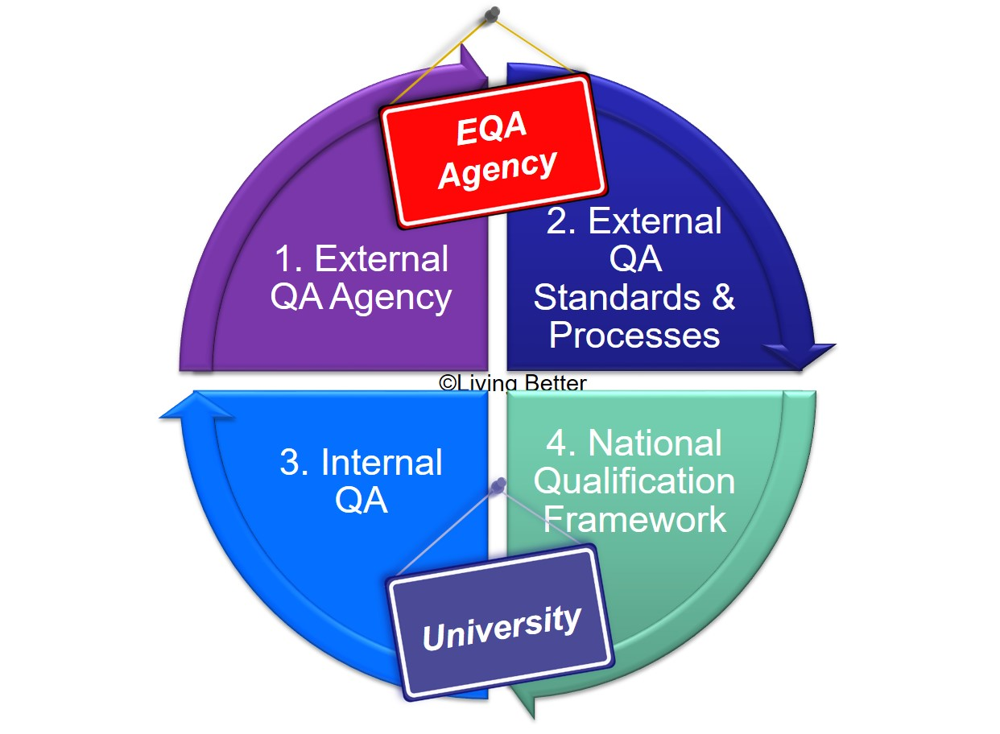 EQA
Agency
1. External
QA Agency
2. External
QA
Standards &
Processes
©Living Better
3. Internal
QA
4. National
Qualification
Framework
University